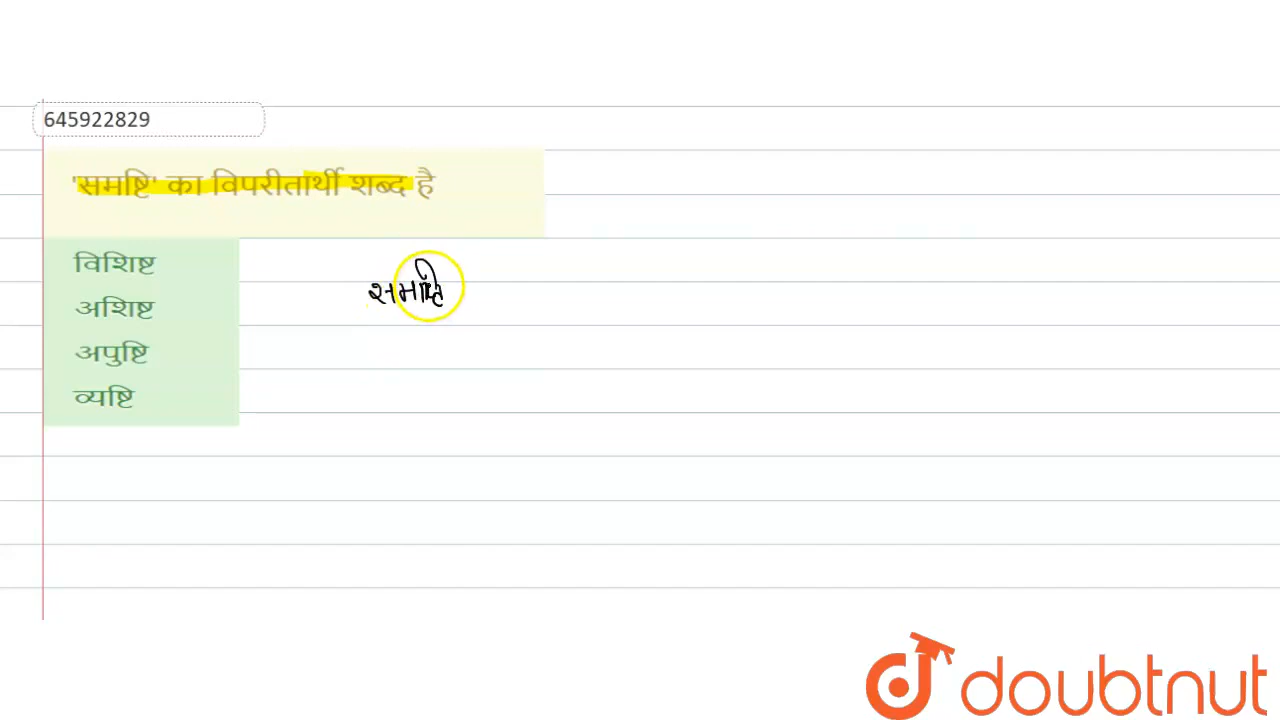 645922829
'समष्टि' का विपरीतार्थी शब्द है
विशिष्ट
अशिष्ट
अपुष्टि
व्यष्टि
समष्टि
doubtnut